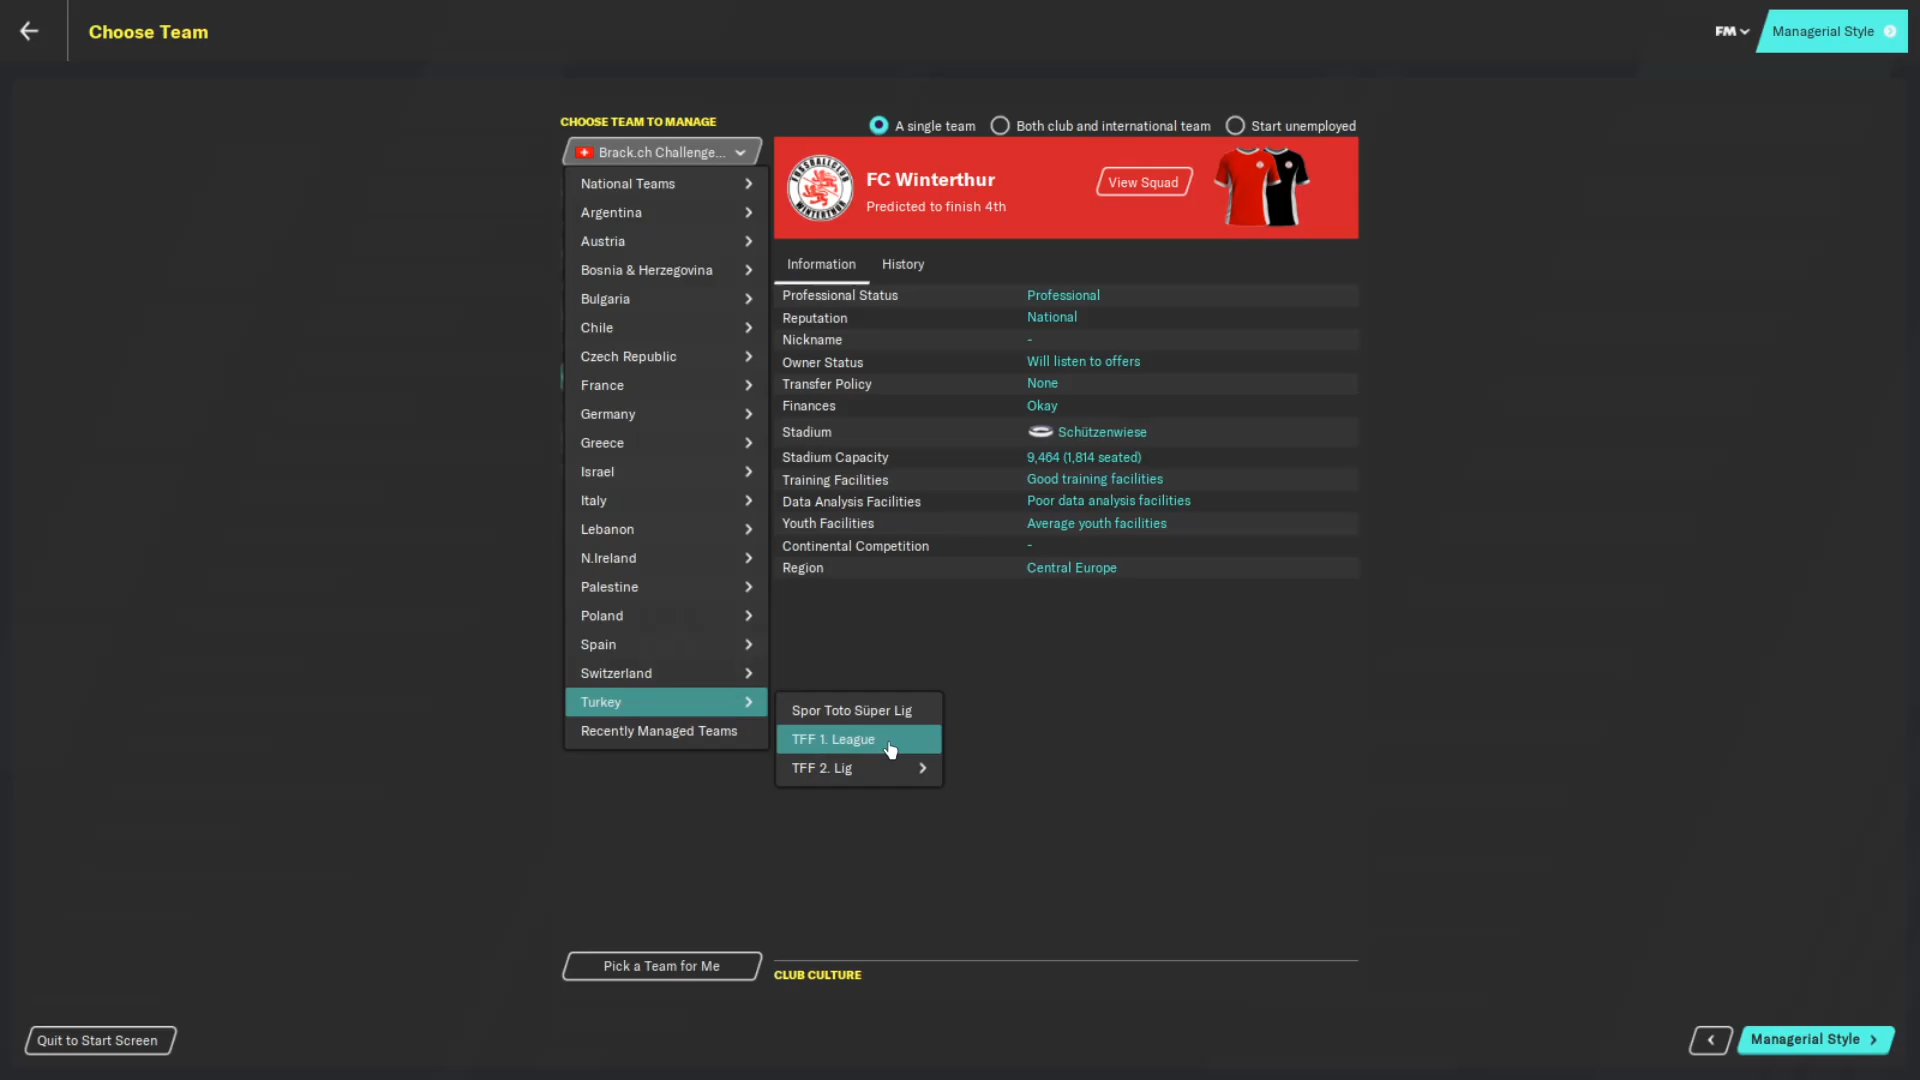 Choose Team
FM
Managerial Style
CHOOSE TEAM TO MANAGE
A single team
Both club and international team
Start unemployed
Brack.ch Challenge...
National Teams
Argentina
Austria
Bosnia & Herzegovina
Bulgaria
Chile
Czech Republic
France
Germany
Greece
Israel
Italy
Lebanon
N.Ireland
Palestine
Poland
Spain
Switzerland
Turkey
Recently Managed Teams
Spor Toto Süper Lig
TFF 1. League
TFF 2. Lig
FUSSBALLCLUB
WINTERTHUR
FC Winterthur
Predicted to finish 4th
View Squad
Information
History
Professional Status Professional
Reputation National
Nickname -
Owner Status Will listen to offers
Transfer Policy None
Finances Okay
Stadium Schützenwiese
Stadium Capacity 9,464 (1,814 seated)
Training Facilities Good training facilities
Data Analysis Facilities Poor data analysis facilities
Youth Facilities Average youth facilities
Continental Competition -
Region Central Europe
Pick a Team for Me
CLUB CULTURE
Quit to Start Screen
Managerial Style